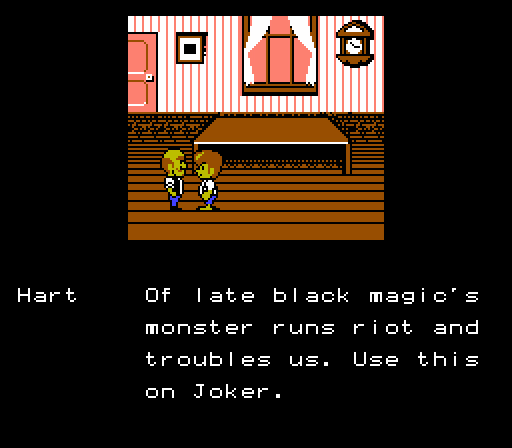 Hart Of late black magic's
monster runs riot and
troubles us. Use this
on Joker.